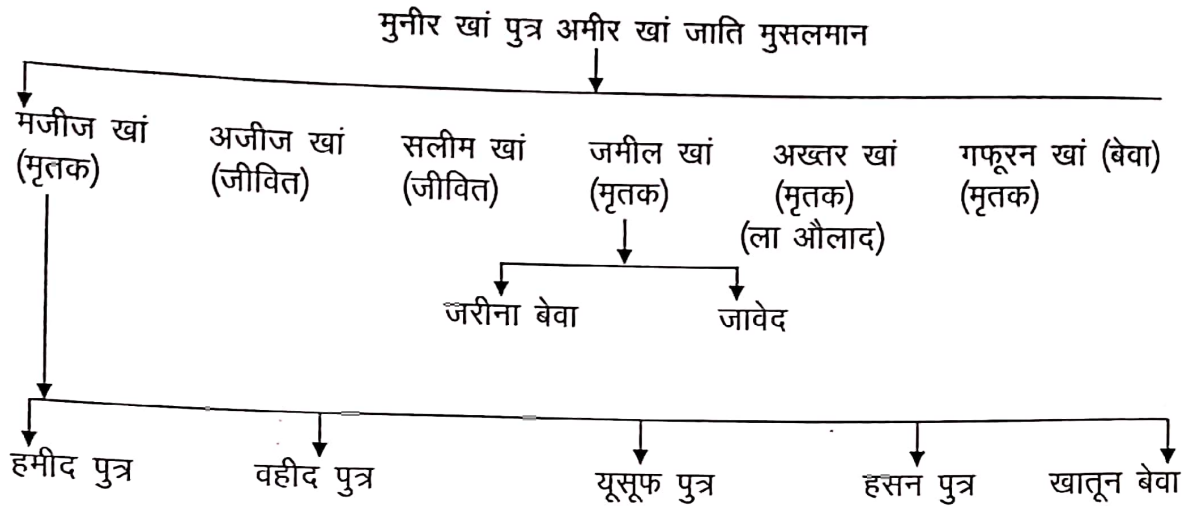 मुनीर खां पुत्र अमीर खां जाति मुसलमान
मजीज खां
(मृतक)
अजीज खां
(जीवित)
सलीम खां
(जीवित)
जमील खां
(मृतक)
अख्तर खां
(मृतक)
(ला औलाद)
गफूरन खां (बेवा)
(मृतक)
जरीना बेवा
जावेद
हमीद पुत्र
वहीद पुत्र
यूसूफ पुत्र
हसन पुत्र
खातून बेवा